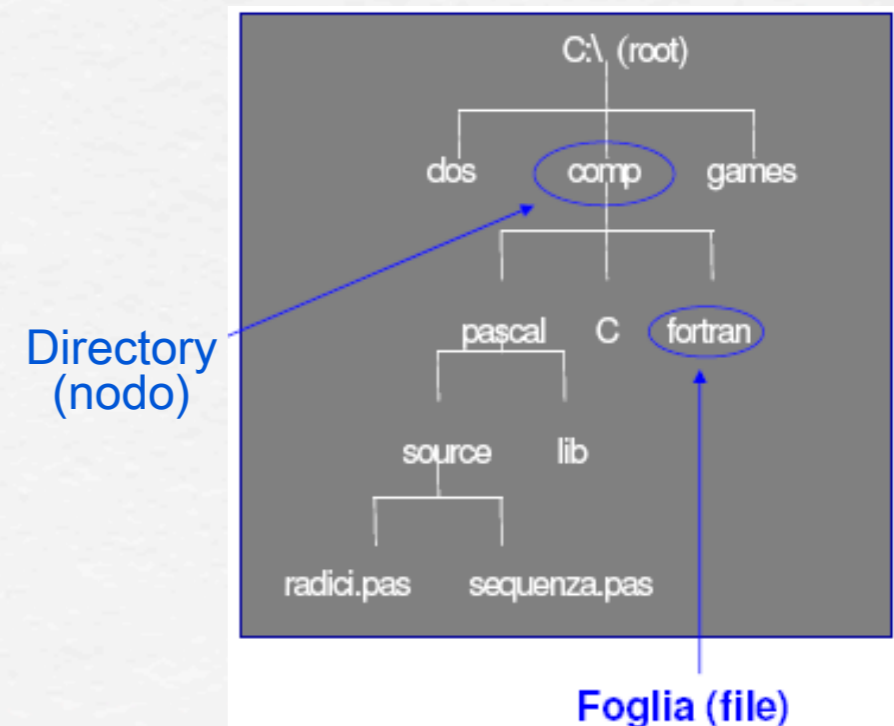 C:\ (root)
dos comp games
Directory
(nodo)
pascal C fortran
source lib
radici.pas sequenza.pas
Foglia (file)